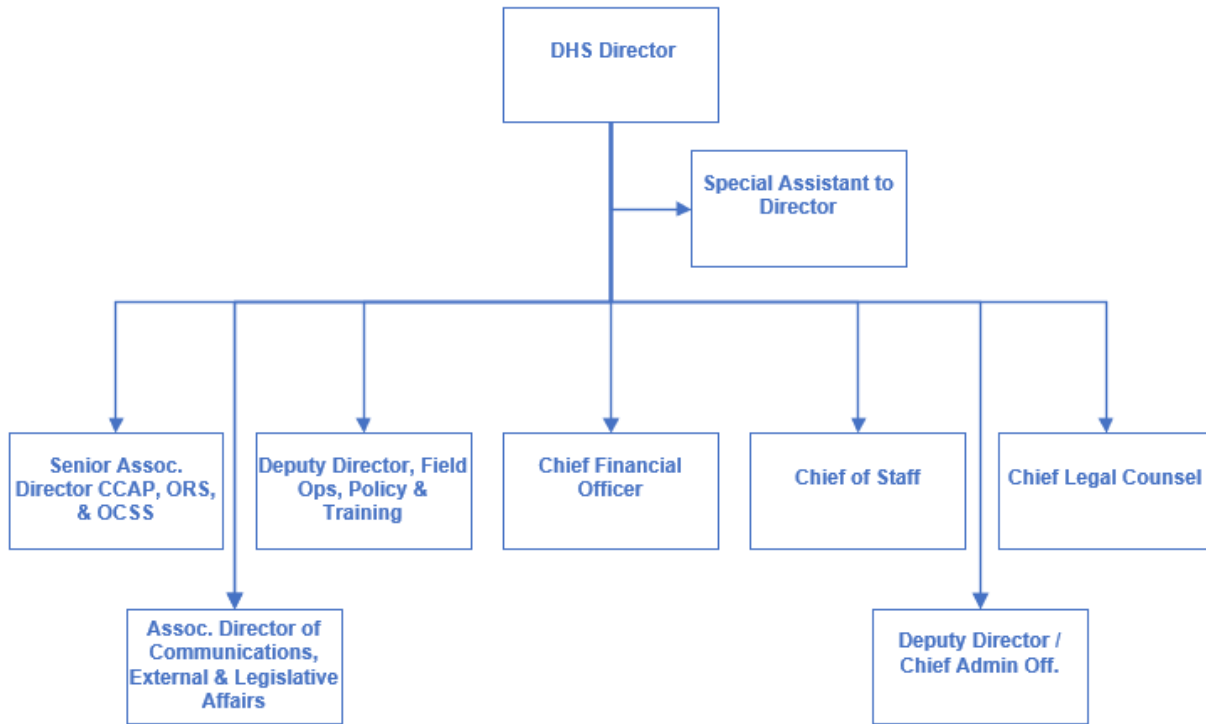 DHS Director
Special Assistant to
Director
Senior Assoc.
Director CCAP, ORS,
& OCSS
Deputy Director, Field
Ops, Policy &
Training
Chief Financial
Officer
Chief of Staff
Chief Legal Counsel
Assoc. Director of
Communications,
External & Legislative
Affairs
Deputy Director /
Chief Admin Off.